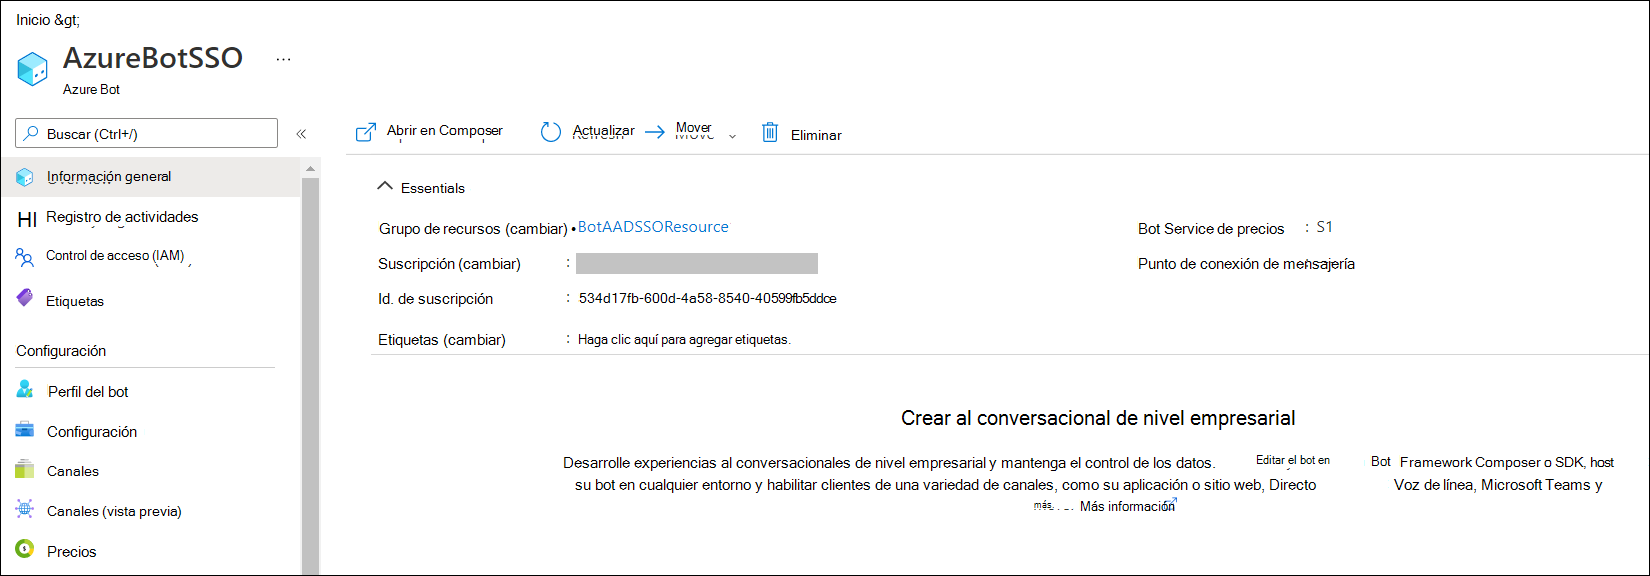 Inicio &gt;
AzureBotSSO ...
Azure Bot
Buscar (Ctrl+/) «
Abrir en Composer Actualizar Mover Eliminar
Información general
Registro de actividades
Control de acceso (IAM)
Etiquetas
Configuración
Perfil del bot
Configuración
Canales
Canales (vista previa)
Precios
Essentials
Grupo de recursos (cambiar) • BotAADSSOResource
Suscripción (cambiar) :
Id. de suscripción : 534d17fb-600d-4a58-8540-40599fb5ddce
Etiquetas (cambiar) : Haga clic aquí para agregar etiquetas.
Bot Service de precios : S1
Punto de conexión de mensajería
Crear al conversacional de nivel empresarial
Desarrolle experiencias al conversacionales de nivel empresarial y mantenga el control de los datos. Editar el bot en Bot Framework Composer o SDK, host
su bot en cualquier entorno y habilitar clientes de una variedad de canales, como su aplicación o sitio web, Directo Voz de línea, Microsoft Teams y
más. Más información